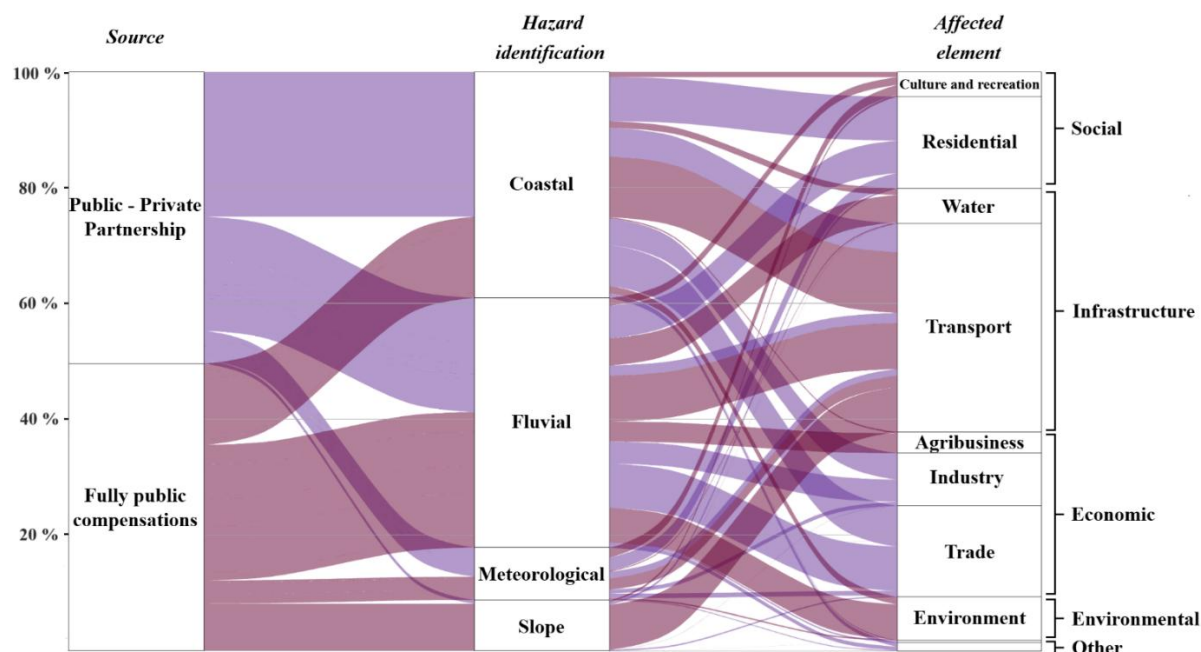 Source
Hazard
identification
Affected
element
100 %
80 %
60 %
40 %
20 %
Public - Private
Partnership
Fully public
compensations
Coastal
Fluvial
Meteorological
Slope
Culture and recreation
Residential
Water
Transport
Agribusiness
Industry
Trade
Environment
Social
Infrastructure
Economic
Environmental
Other